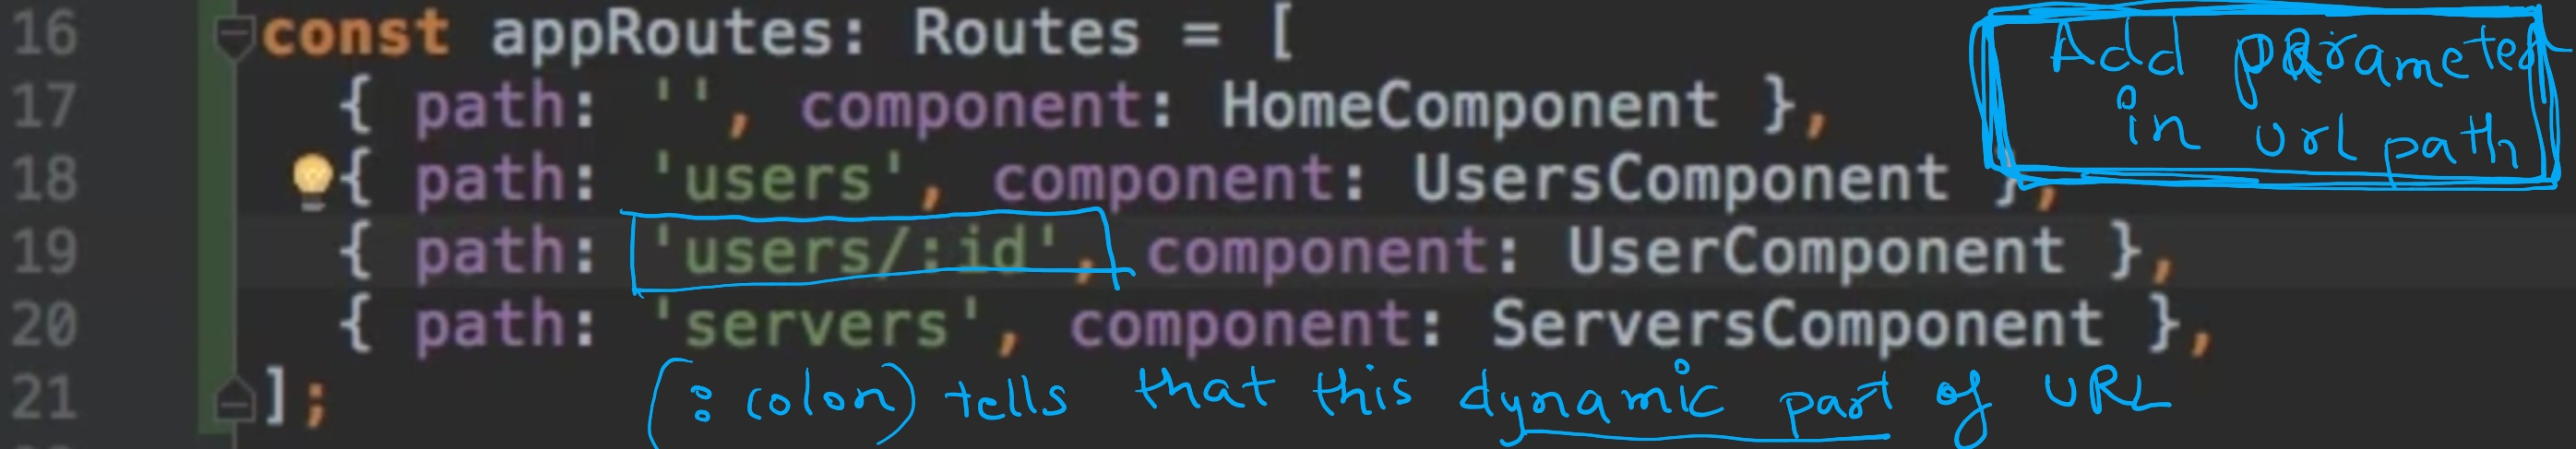 16 const appRoutes: Routes = [
Add parameter
in url path
17 { path: '', component: HomeComponent },
18 { path: 'users', component: UsersComponent },
19 { path: 'users/:id', component: UserComponent },
20 { path: 'servers', component: ServersComponent },
21 ];
(: colon) tells that this dynamic part of URL